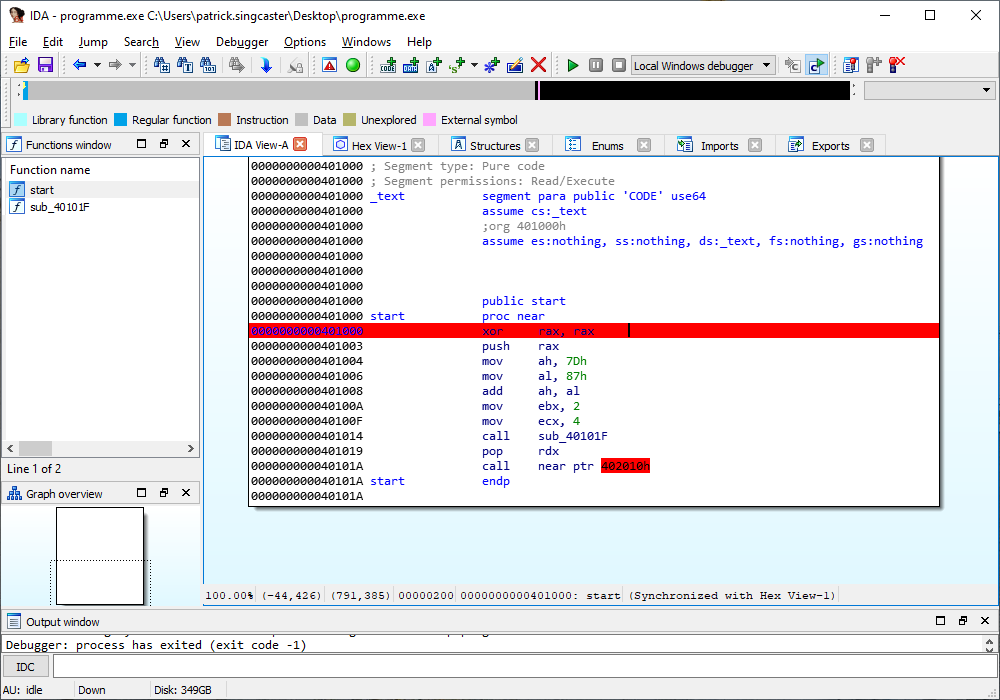 IDA - programme.exe C:\Users\patrick.singcaster\Desktop\programme.exe
File Edit Jump Search View Debugger Options Windows Help
Local Windows debugger
Library function Regular function Instruction Data Unexplored External symbol
Functions window
IDA View-A Hex View-1 Structures Enums Imports Exports
Function name
start
sub_40101F
Line 1 of 2
Graph overview
0000000000401000 ; Segment type: Pure code
0000000000401000 ; Segment permissions: Read/Execute
0000000000401000 _text segment para public 'CODE' use64
0000000000401000 assume cs:_text
0000000000401000 ;org 401000h
0000000000401000 assume es:nothing, ss:nothing, ds:_text, fs:nothing, gs:nothing
0000000000401000
0000000000401000
0000000000401000
0000000000401000 public start
0000000000401000 start proc near
0000000000401000 xor rax, rax
0000000000401003 push rax
0000000000401004 mov ah, 7Dh
0000000000401006 mov al, 87h
0000000000401008 add ah, al
000000000040100A mov ebx, 2
000000000040100F mov ecx, 4
0000000000401014 call sub_40101F
0000000000401019 pop rdx
000000000040101A call near ptr 402010h
000000000040101A start endp
000000000040101A
100.00% (-44,426) (791,385) 00000200 0000000000401000: start (Synchronized with Hex View-1)
Output window
Debugger: process has exited (exit code -1)
IDC
AU: idle Down Disk: 349GB